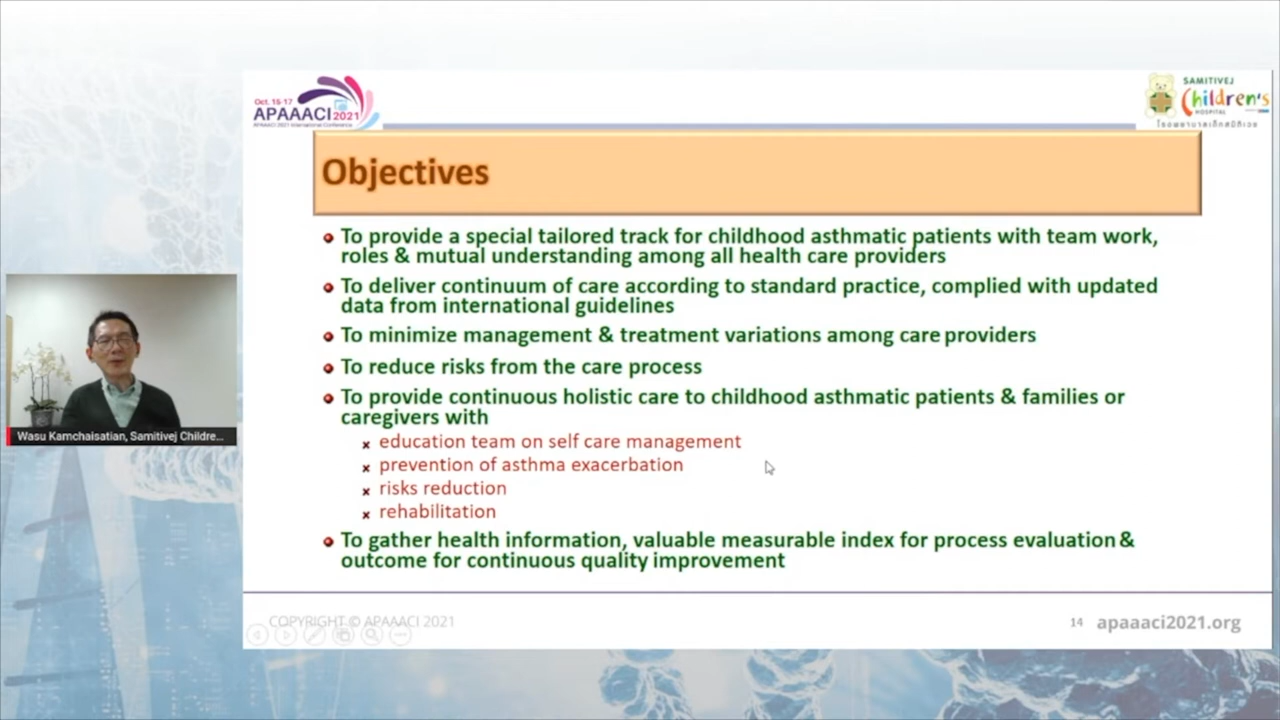 Oct. 15-17
APAAACI 2021
APAAACI 2021 International Conference
SAMITIVEJ
Children's
HOSPITAL
โรงพยาบาลเด็กสมิติเวช
Objectives
To provide a special tailored track for childhood asthmatic patients with team work,
roles & mutual understanding among all health care providers
To deliver continuum of care according to standard practice, complied with updated
data from international guidelines
To minimize management & treatment variations among care providers
To reduce risks from the care process
To provide continuous holistic care to childhood asthmatic patients & families or
caregivers with
education team on self care management
prevention of asthma exacerbation
risks reduction
rehabilitation
To gather health information, valuable measurable index for process evaluation &
outcome for continuous quality improvement
Wasu Kamchaisatian, Samitivej Childre...
COPYRIGHT © APAAACI 2021
14 apaaaci2021.org